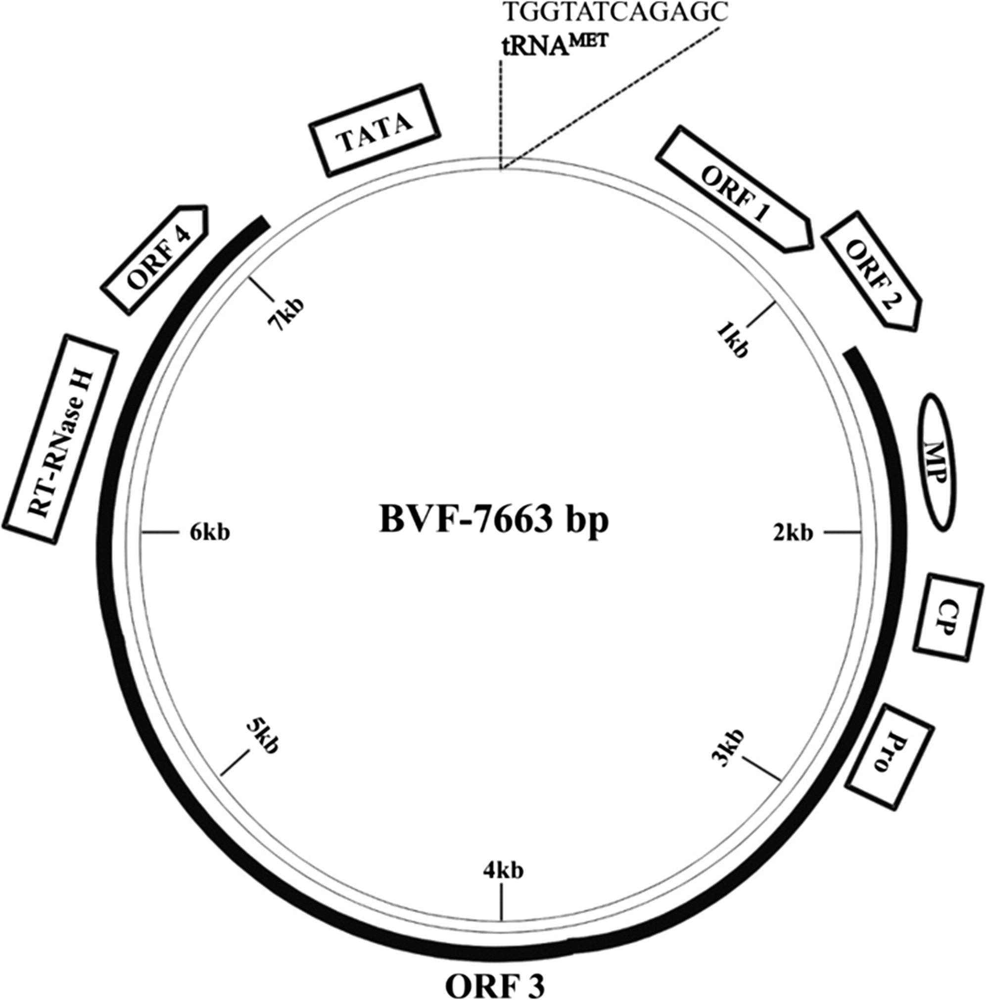 TGGTATCAGAGC
tRNAᴹᴱᵀ
TATA
ORF 1
ORF 2
ORF 4
7kb
1kb
RT-RNase H
MP
BVF-7663 bp
6kb
2kb
CP
5kb
3kb
Pro
4kb
ORF 3